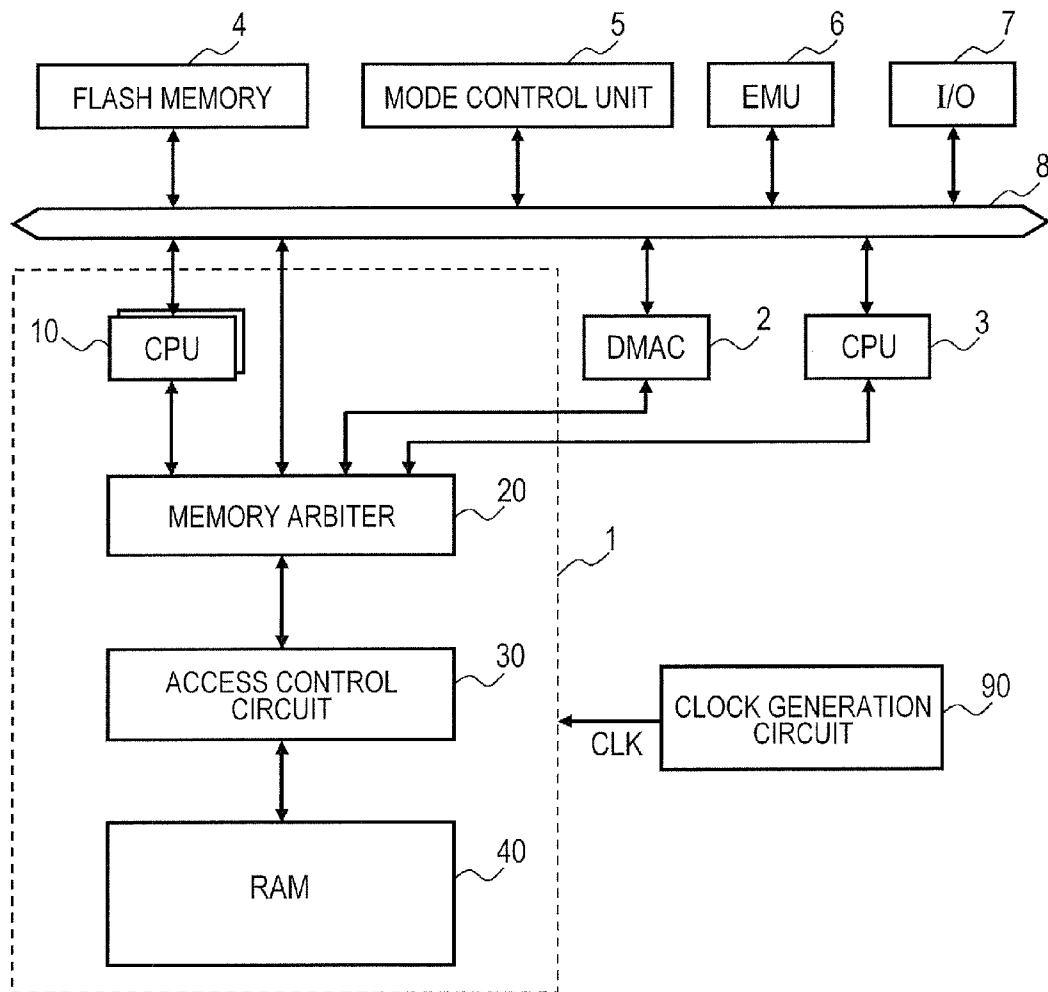 4
5
6
7
FLASH MEMORY
MODE CONTROL UNIT
EMU
I/O
8
10
CPU
DMAC
2
CPU
3
MEMORY ARBITER
20
1
ACCESS CONTROL
CIRCUIT
30
CLOCK GENERATION
CIRCUIT
90
CLK
RAM
40